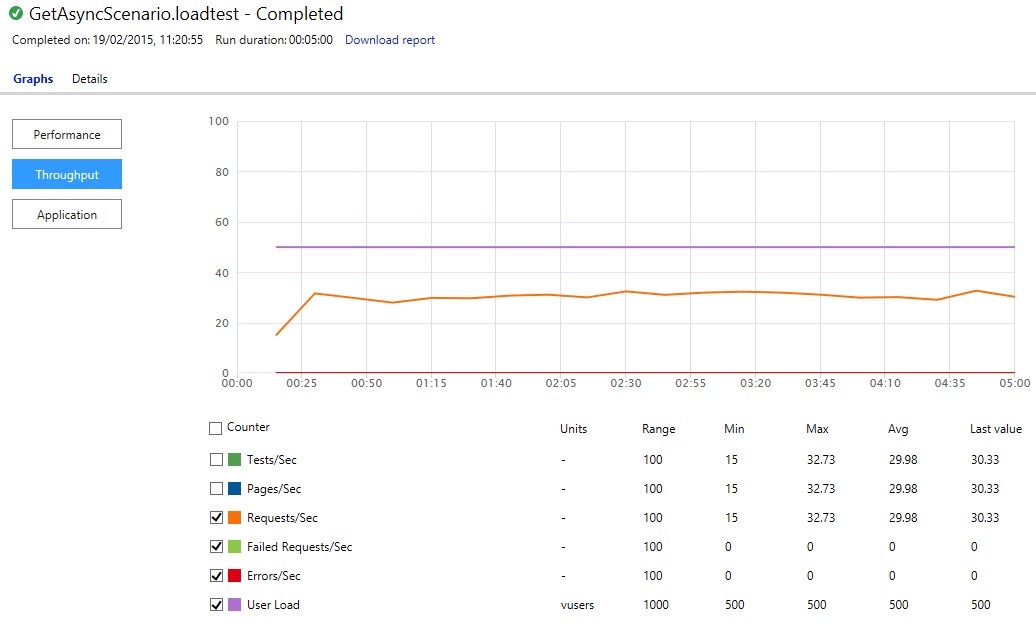 GetAsyncScenario.loadtest - Completed
Completed on: 19/02/2015, 11:20:55 Run duration: 00:05:00 Download report
Graphs Details
Performance
Throughput
Application
100
80
60
40
20
0
00:00 00:25 00:50 01:15 01:40 02:05 02:30 02:55 03:20 03:45 04:10 04:35 05:00
Counter Units Range Min Max Avg Last value
Tests/Sec - 100 15 32.73 29.98 30.33
Pages/Sec - 100 15 32.73 29.98 30.33
Requests/Sec - 100 15 32.73 29.98 30.33
Failed Requests/Sec - 100 0 0 0 0
Errors/Sec - 100 0 0 0 0
User Load vusers 1000 500 500 500 500